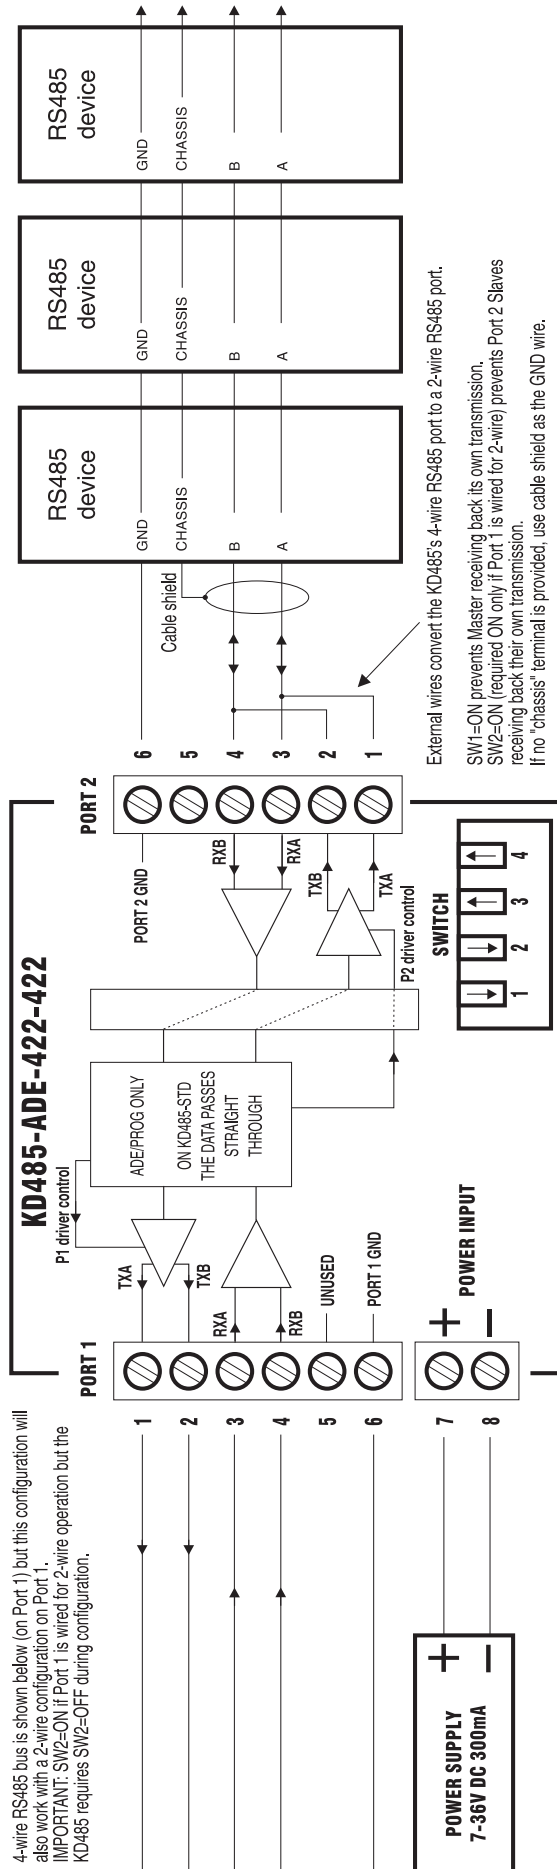 4-wire RS485 bus is shown below (on Port 1) but this configuration will
also work with a 2-wire configuration on Port 1.
IMPORTANT: SW2=ON if Port 1 is wired for 2-wire operation but the
KD485 requires SW2=OFF during configuration.
KD485-ADE-422-422
PORT 1
1
2
3
4
5
6
TXA
TXB
RXA
RXB
UNUSED
PORT 1 GND
P1 driver control
ADE/PROG ONLY
ON KD485-STD
THE DATA PASSES
STRAIGHT
THROUGH
P2 driver control
PORT 2 GND
RXB
RXA
TXB
TXA
PORT 2
6
5
4
3
2
1
7
8
+
−
POWER INPUT
POWER SUPPLY
7-36V DC 300mA
+
−
SWITCH
1
2
3
4
Cable shield
GND
CHASSIS
B
A
RS485
device
GND
CHASSIS
B
A
RS485
device
GND
CHASSIS
B
A
RS485
device
External wires convert the KD485's 4-wire RS485 port to a 2-wire RS485 port.
SW1=ON prevents Master receiving back its own transmission.
SW2=ON (required ON only if Port 1 is wired for 2-wire) prevents Port 2 Slaves
receiving back their own transmission.
If no "chassis" terminal is provided, use cable shield as the GND wire.